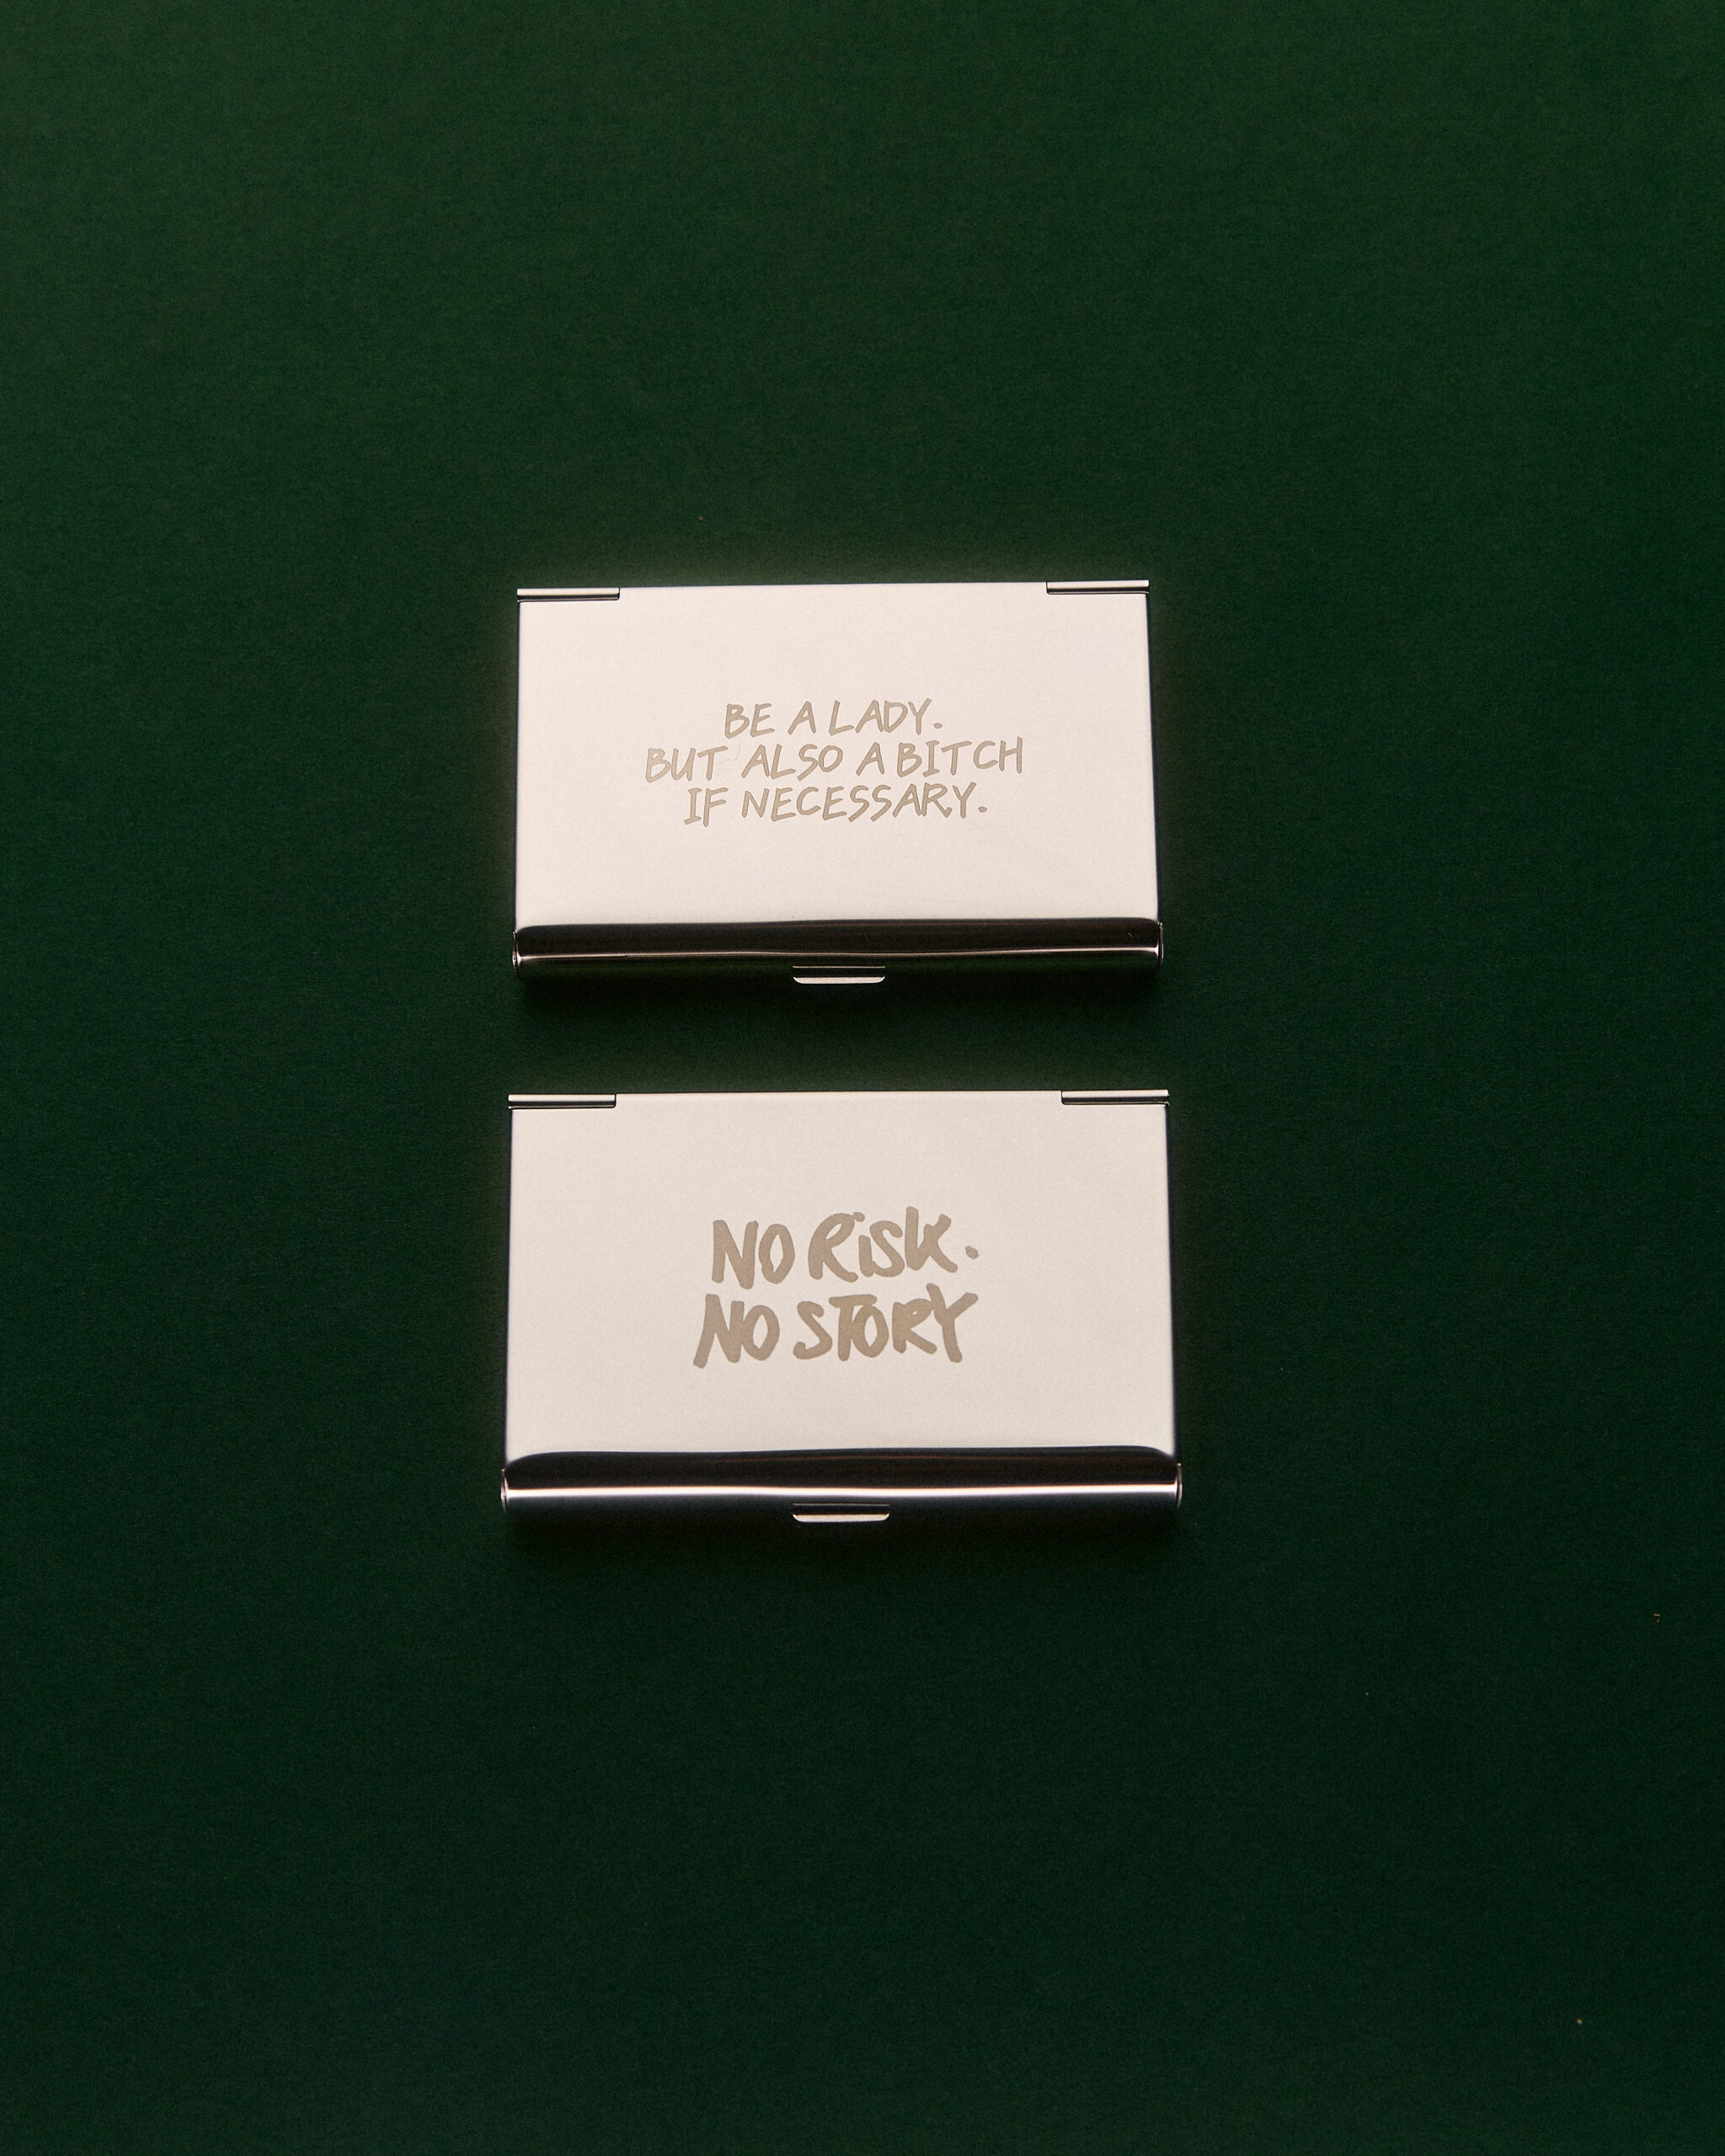 BE A LADY.
BUT ALSO A BITCH
IF NECESSARY.
NO RiSK.
NO STORY